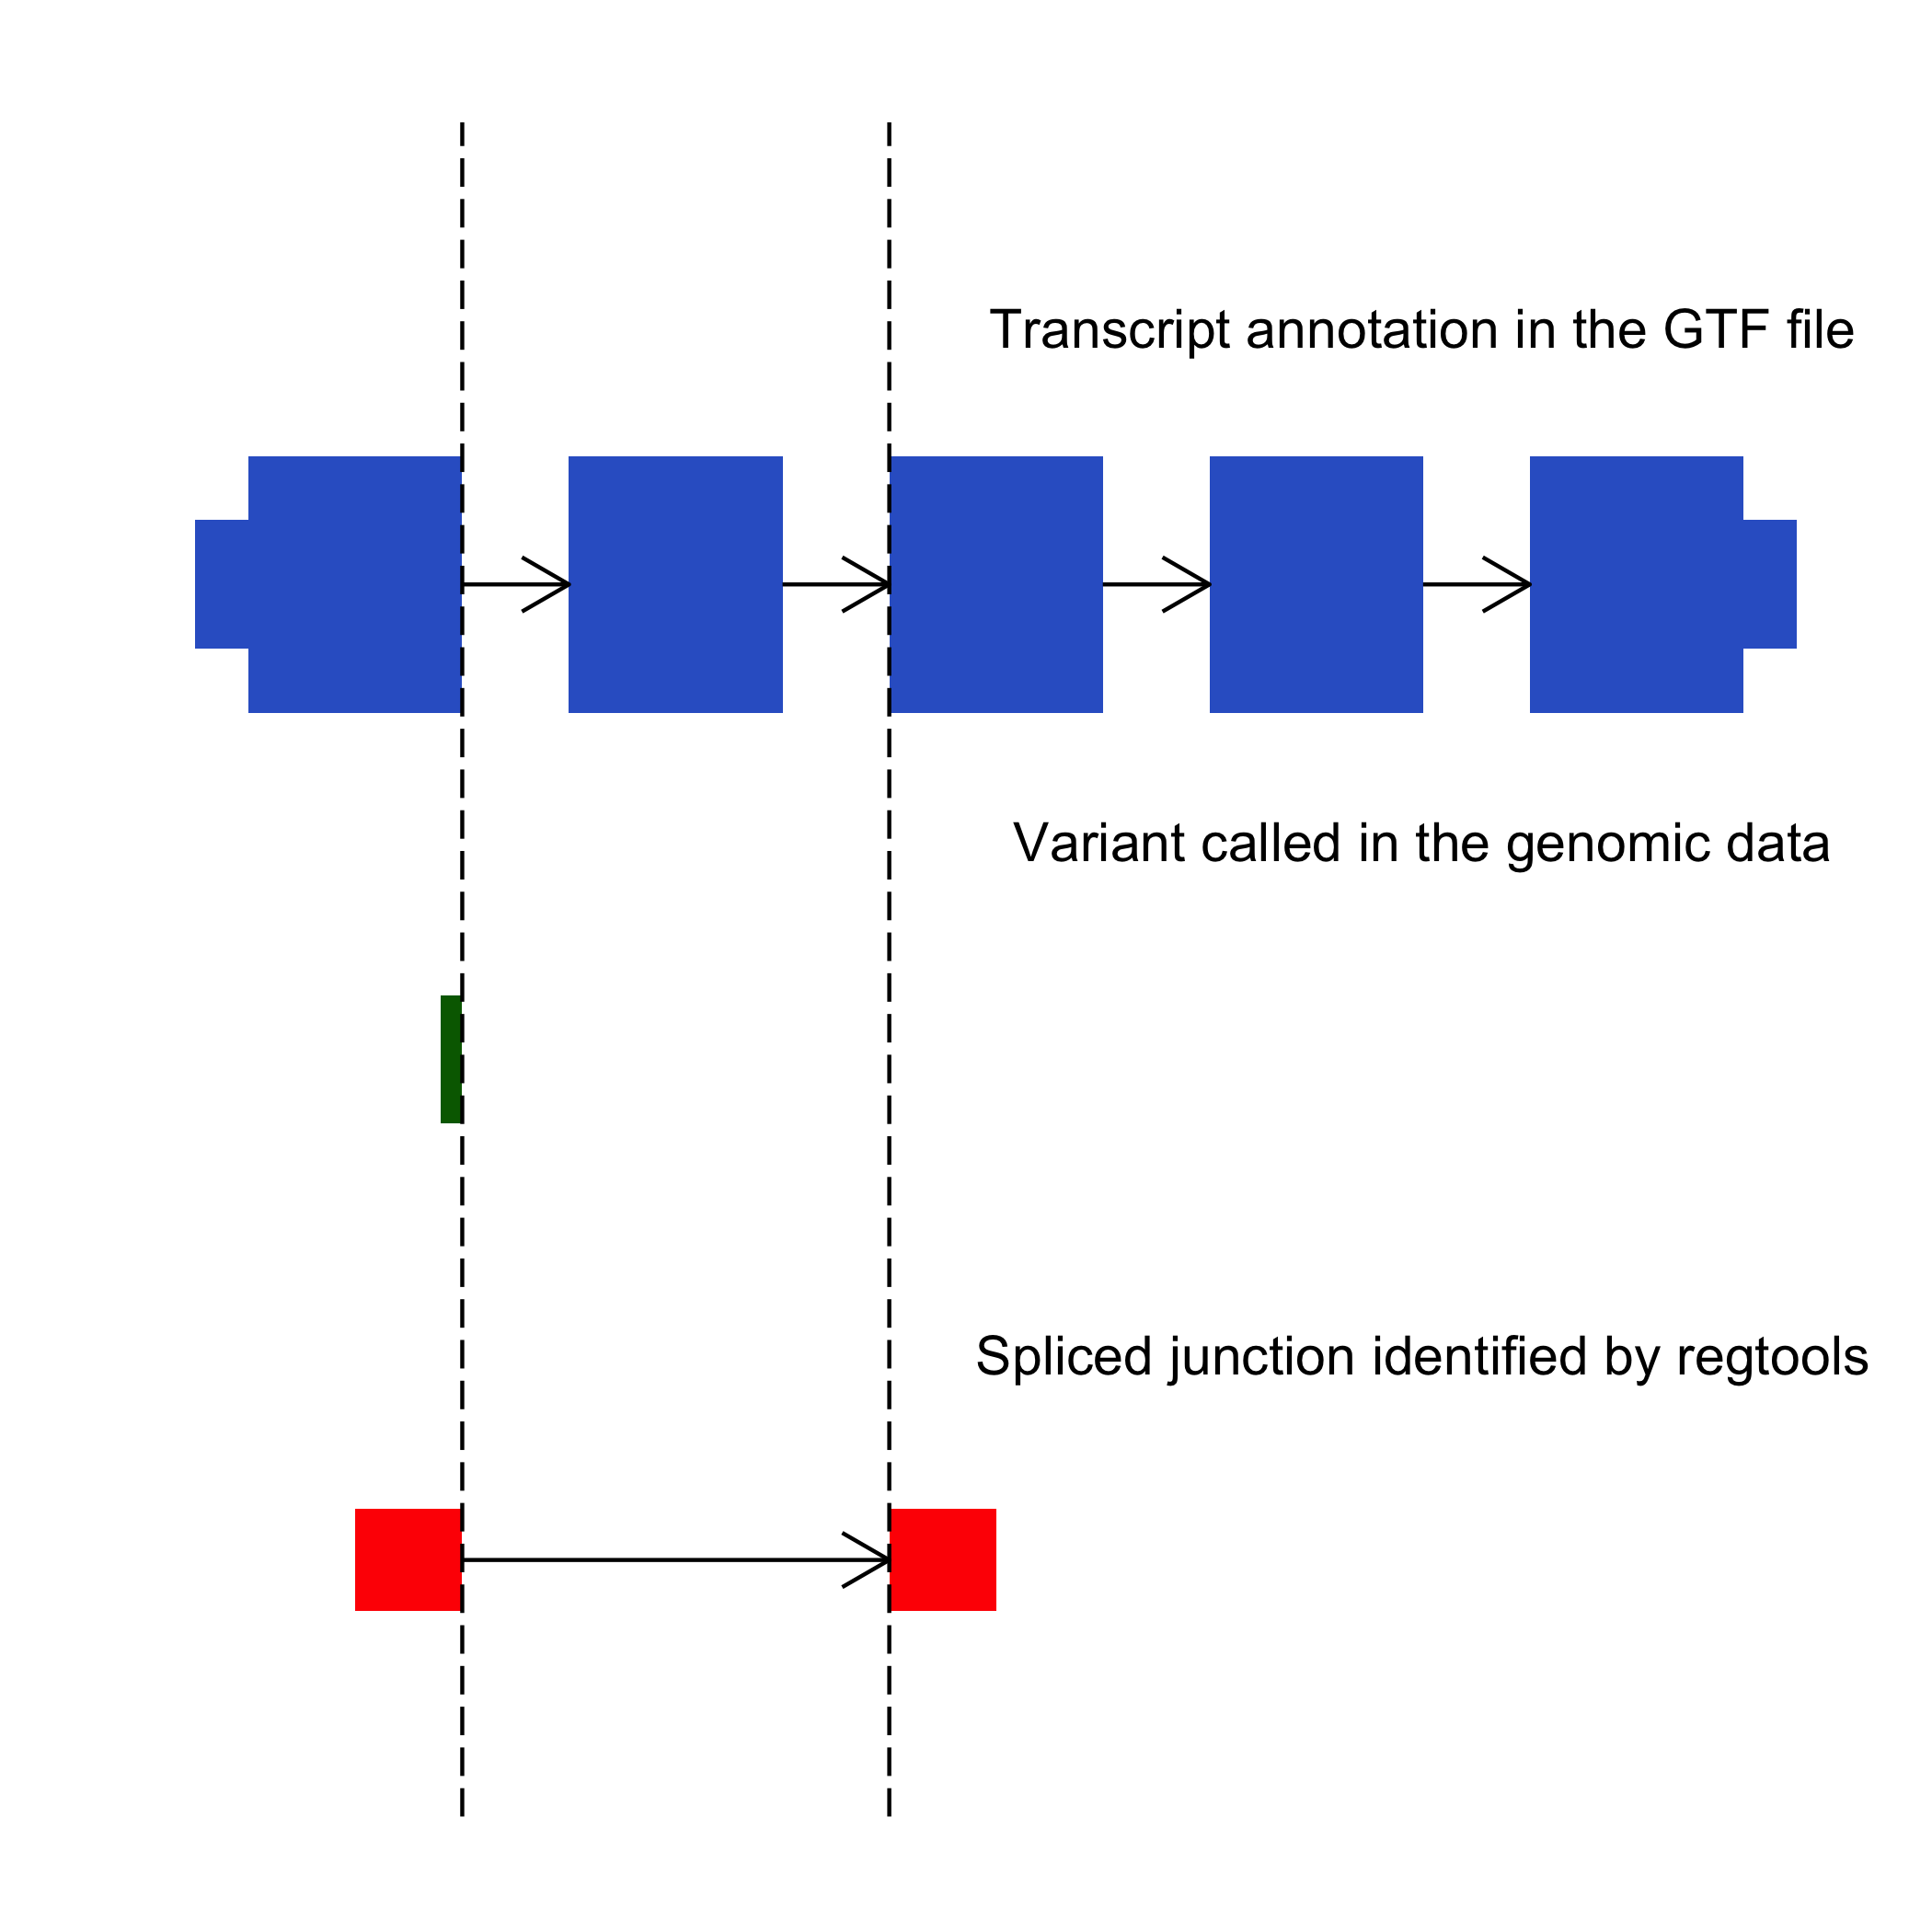 Transcript annotation in the GTF file
Variant called in the genomic data
Spliced junction identified by regtools